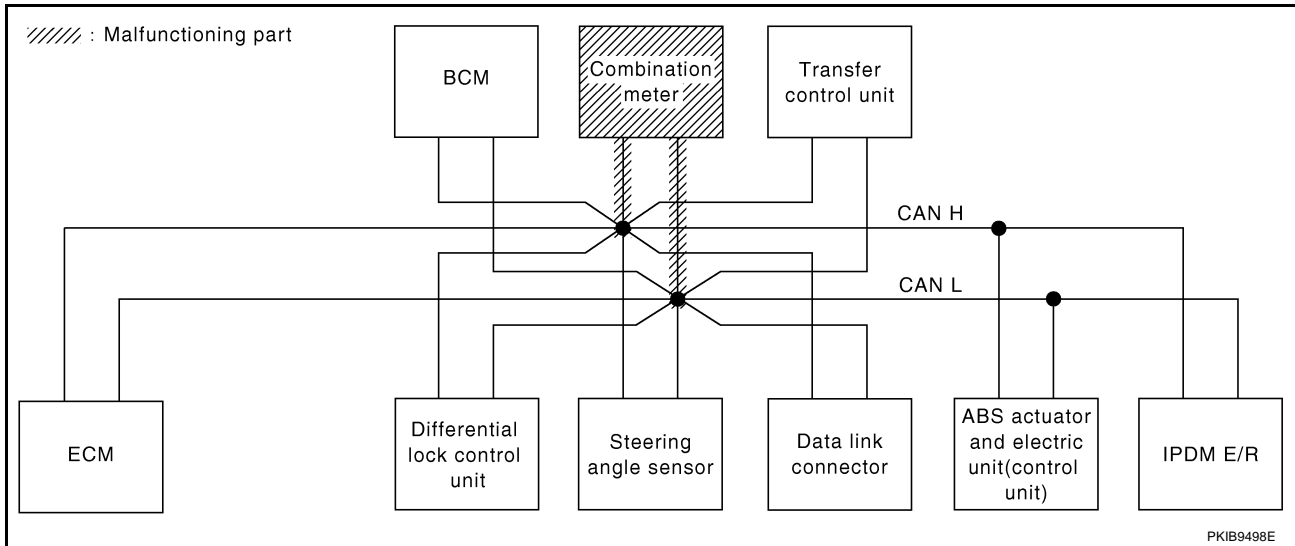 : Malfunctioning part
BCM
Combination
meter
Transfer
control unit
CAN H
CAN L
ECM
Differential
lock control
unit
Steering
angle sensor
Data link
connector
ABS actuator
and electric
unit(control
unit)
IPDM E/R
PKIB9498E